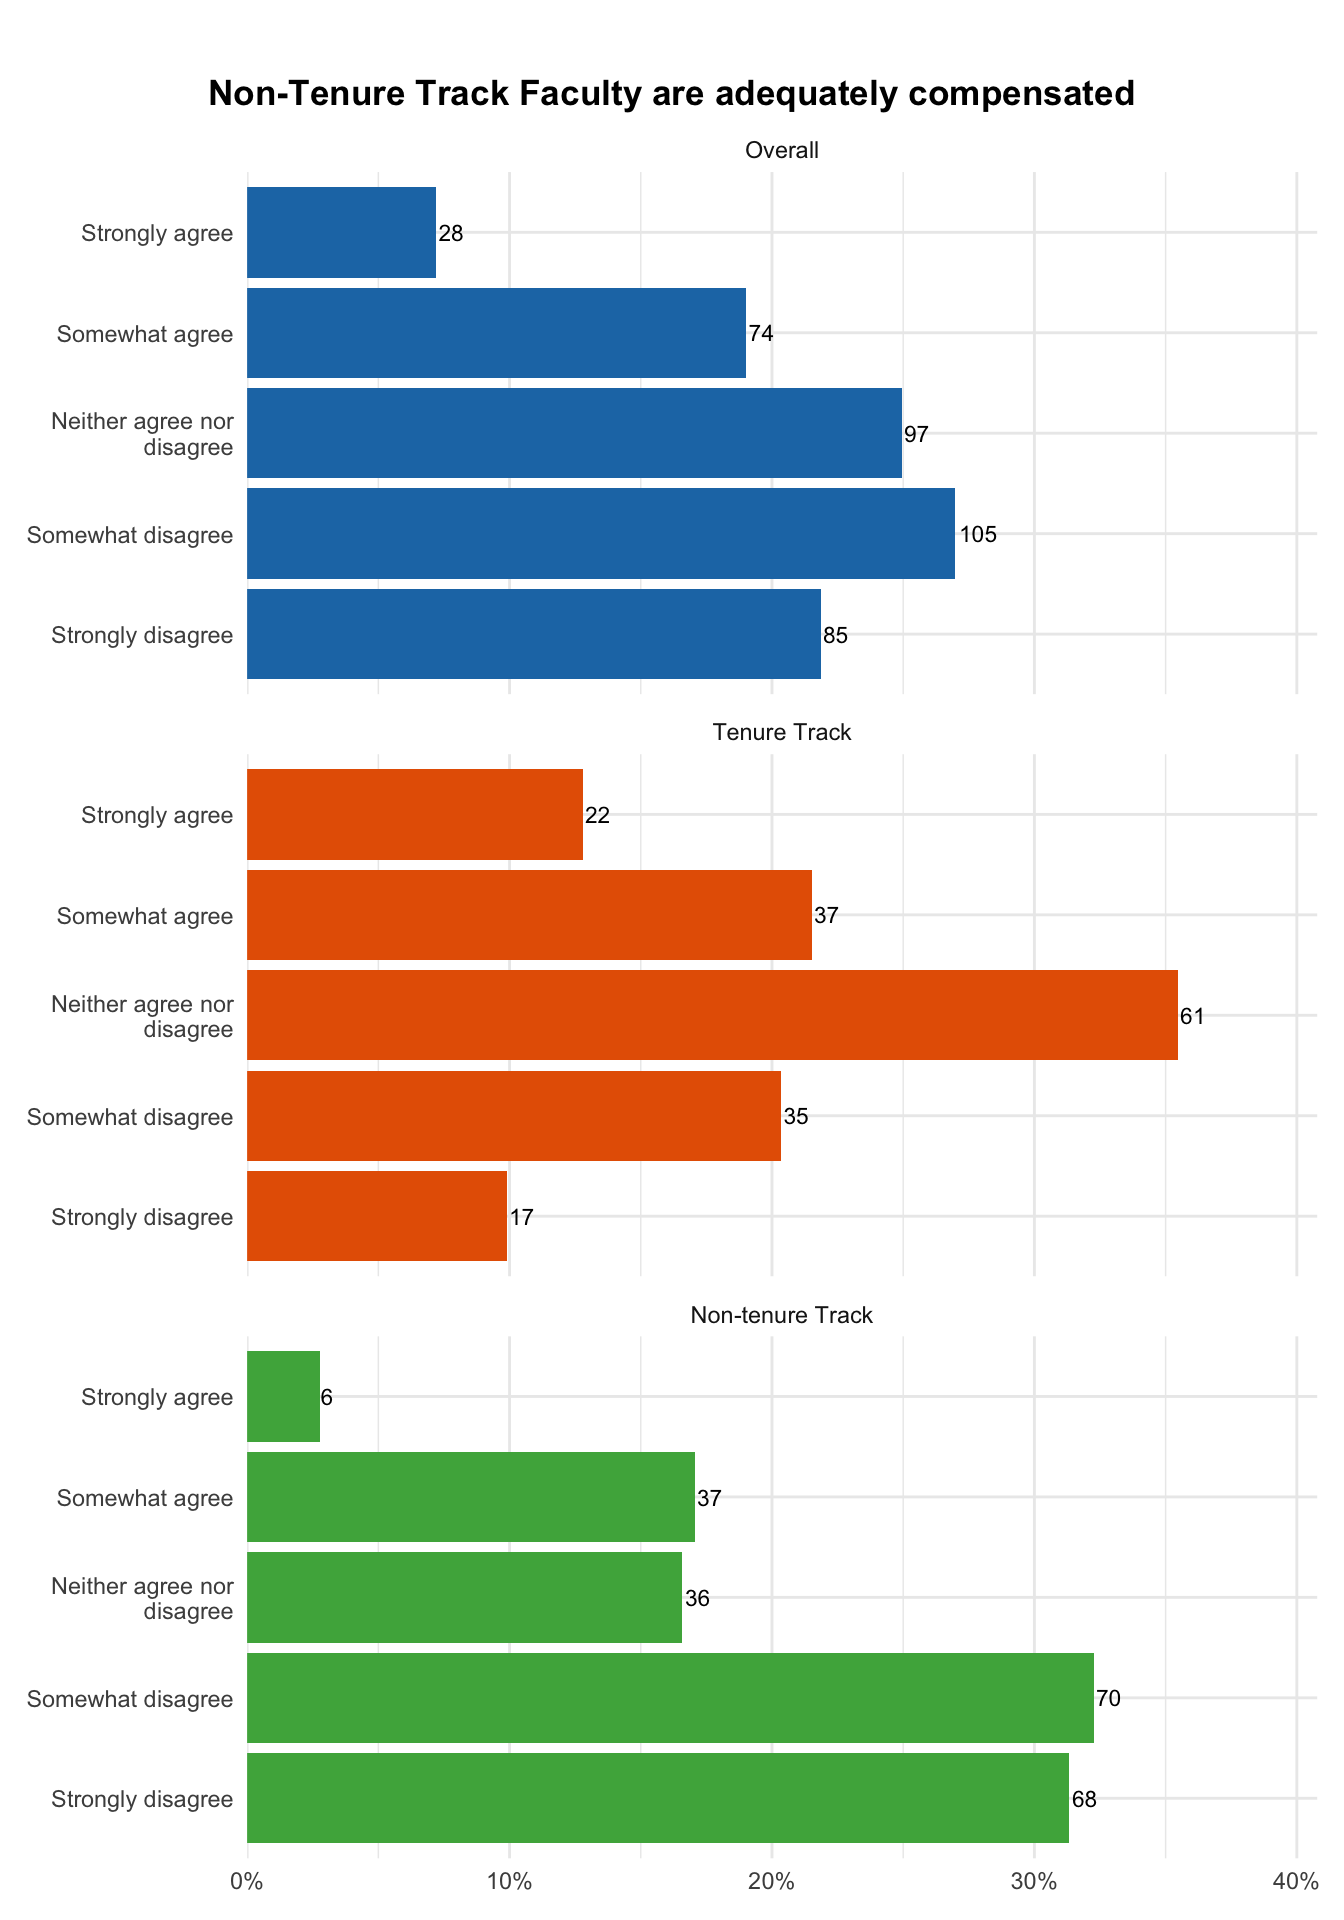 Non-Tenure Track Faculty are adequately compensated
Overall
Strongly agree
28
Somewhat agree
74
Neither agree nor
disagree
97
Somewhat disagree
105
Strongly disagree
85
Tenure Track
Strongly agree
22
Somewhat agree
37
Neither agree nor
disagree
61
Somewhat disagree
35
Strongly disagree
17
Non-tenure Track
Strongly agree
6
Somewhat agree
37
Neither agree nor
disagree
36
Somewhat disagree
70
Strongly disagree
68
0% 10% 20% 30% 40%